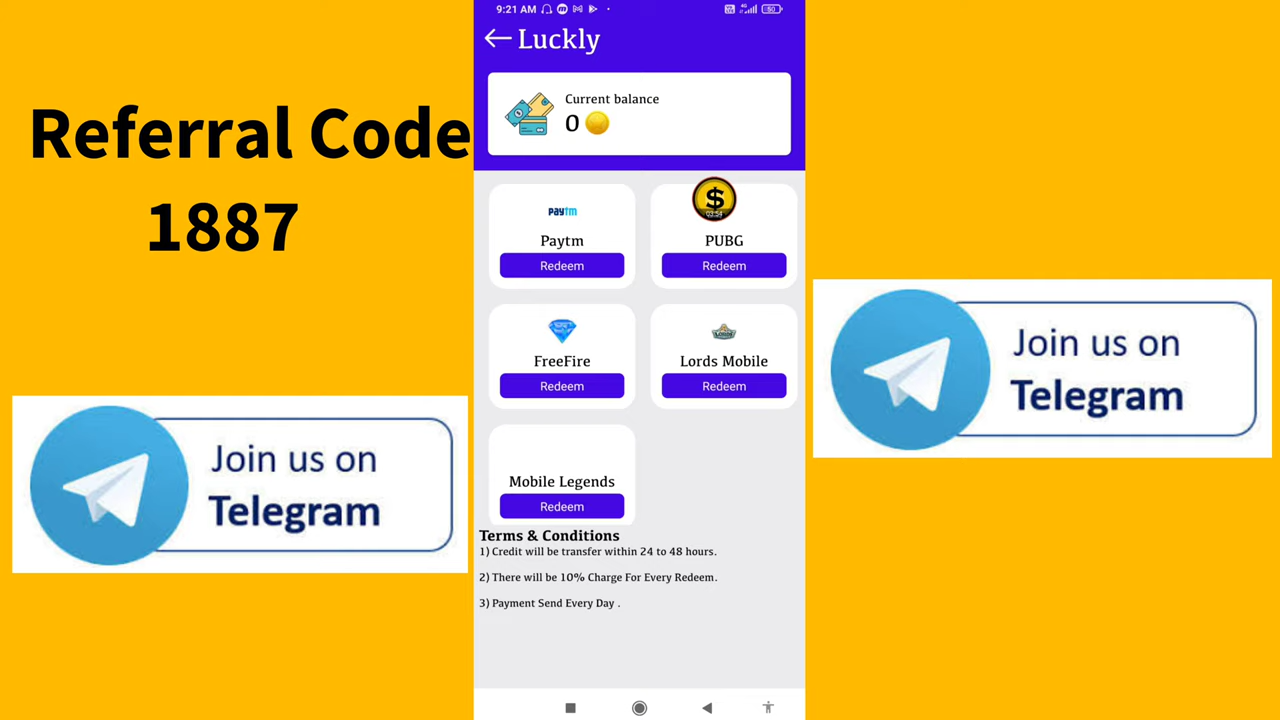 Referral Code
1887
Join us on
Telegram
9:21 AM
Luckly
Current balance
0
Paytm
Paytm
Redeem
$
03:54
PUBG
Redeem
FreeFire
Redeem
LORDS
Lords Mobile
Redeem
Mobile Legends
Redeem
Terms & Conditions
1) Credit will be transfer within 24 to 48 hours.
2) There will be 10% Charge For Every Redeem.
3) Payment Send Every Day .
Join us on
Telegram